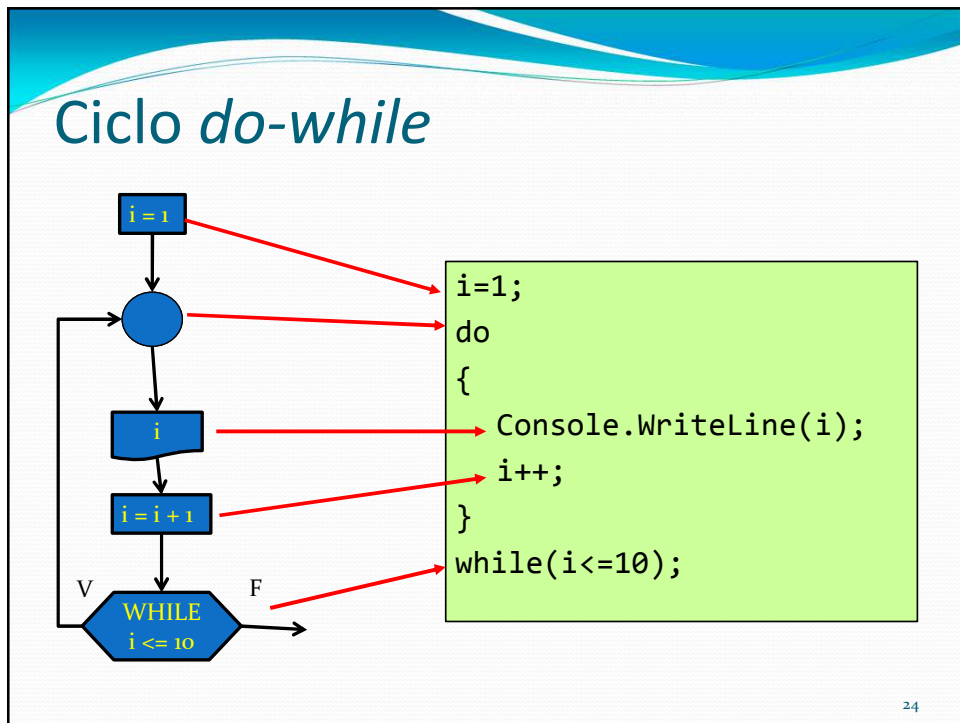 Ciclo do-while
i = 1
i
i = i + 1
V
F
WHILE
i <= 10
i=1;
do
{
Console.WriteLine(i);
i++;
}
while(i<=10);
24